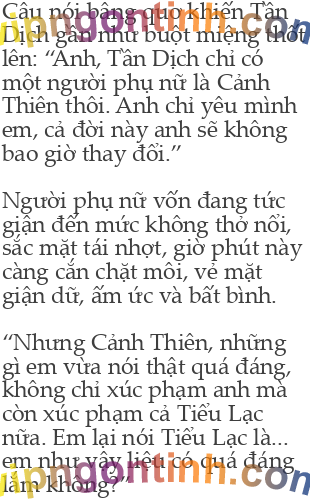 Câu nói bâng quơ khiến Tần
Dịch gần như buột miệng thốt
lên: “Anh, Tần Dịch chỉ có
một người phụ nữ là Cảnh
Thiên thôi. Anh chỉ yêu mình
em, cả đời này anh sẽ không
bao giờ thay đổi.”
Người phụ nữ vốn đang tức
giận đến mức không thở nổi,
sắc mặt tái nhợt, giờ phút này
càng cắn chặt môi, vẻ mặt
giận dữ, ấm ức và bất bình.
“Nhưng Cảnh Thiên, những
gì em vừa nói thật quá đáng,
không chỉ xúc phạm anh mà
còn xúc phạm cả Tiểu Lạc
nữa. Em lại nói Tiểu Lạc là...
em như vậy liệu có quá đáng
lắm không?”
vipngontinh.com
vipngontinh.com